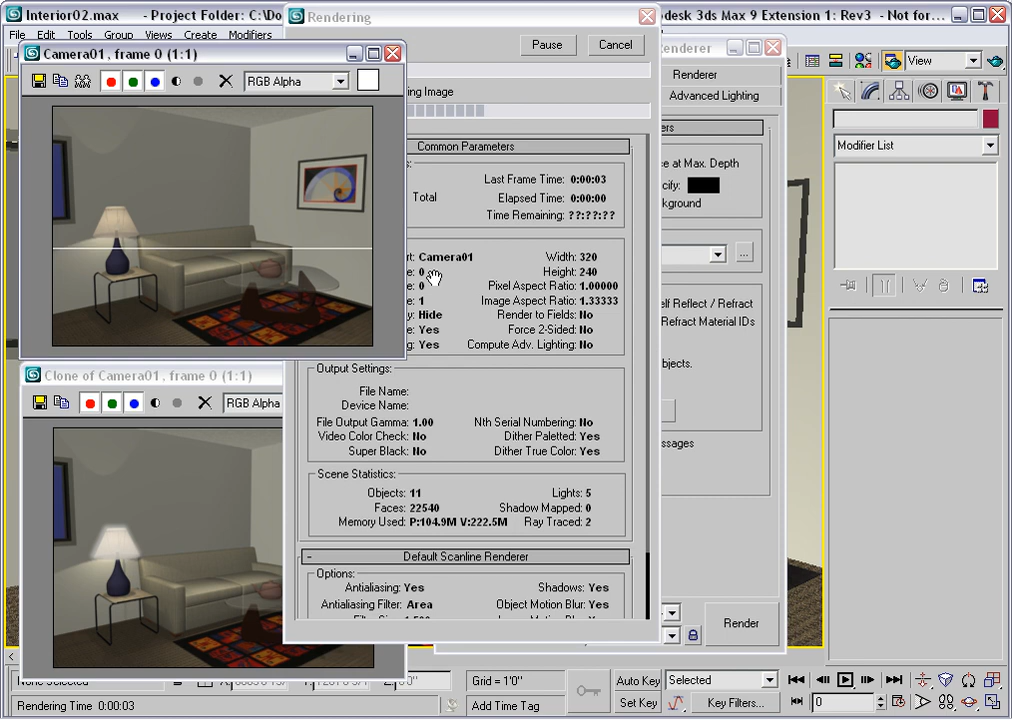 Interior02.max - Project Folder: C:\Do
Rendering
desk 3ds Max 9 Extension 1: Rev3 - Not for...
File Edit Tools Group Views Create Modifiers
Pause Cancel
Camera01, frame 0 (1:1)
Renderer
View
RGB Alpha
Renderer
ing Image
Advanced Lighting
Common Parameters
ers
Modifier List
Last Frame Time: 0:00:03
Total
Elapsed Time: 0:00:00
Time Remaining: ??:??:??
e at Max. Depth
cify:
kground
rt: Camera01
Width: 320
e: 0
Height: 240
e: 0
Pixel Aspect Ratio: 1.00000
e: 1
Image Aspect Ratio: 1.33333
y: Hide
Render to Fields: No
e: Yes
Force 2-Sided: No
g: Yes
Compute Adv. Lighting: No
...
elf Reflect / Refract
Refract Material IDs
bjects.
Clone of Camera01, frame 0 (1:1)
RGB Alpha
Output Settings:
File Name:
Device Name:
File Output Gamma: 1.00
Nth Serial Numbering: No
Video Color Check: No
Dither Paletted: Yes
Super Black: No
Dither True Color: Yes
ssages
Scene Statistics:
Objects: 11
Lights: 5
Faces: 22540
Shadow Mapped: 0
Memory Used: P:104.9M V:222.5M
Ray Traced: 2
- Default Scanline Renderer
Options:
Antialiasing: Yes
Shadows: Yes
Antialiasing Filter: Area
Object Motion Blur: Yes
Render
Grid = 1'0"
Auto Key Selected
Rendering Time 0:00:03
Add Time Tag
Set Key
Key Filters...
0